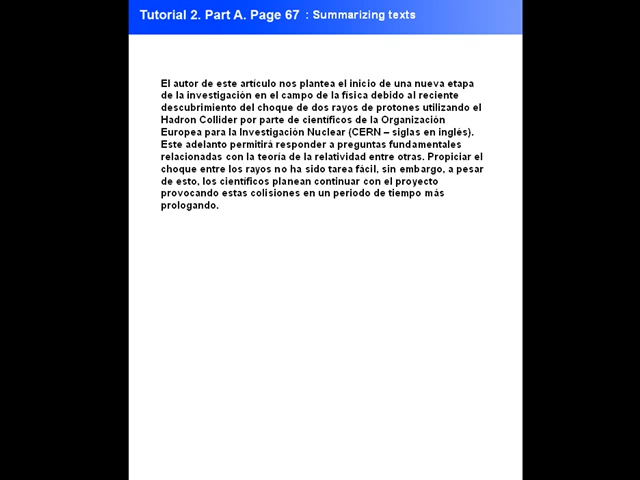 Tutorial 2. Part A. Page 67 : Summarizing texts
El autor de este artículo nos plantea el inicio de una nueva etapa
de la investigación en el campo de la física debido al reciente
descubrimiento del choque de dos rayos de protones utilizando el
Hadron Collider por parte de científicos de la Organización
Europea para la Investigación Nuclear (CERN – siglas en inglés).
Este adelanto permitirá responder a preguntas fundamentales
relacionadas con la teoría de la relatividad entre otras. Propiciar el
choque entre los rayos no ha sido tarea fácil, sin embargo, a pesar
de esto, los científicos planean continuar con el proyecto
provocando estas colisiones en un periodo de tiempo más
prologando.